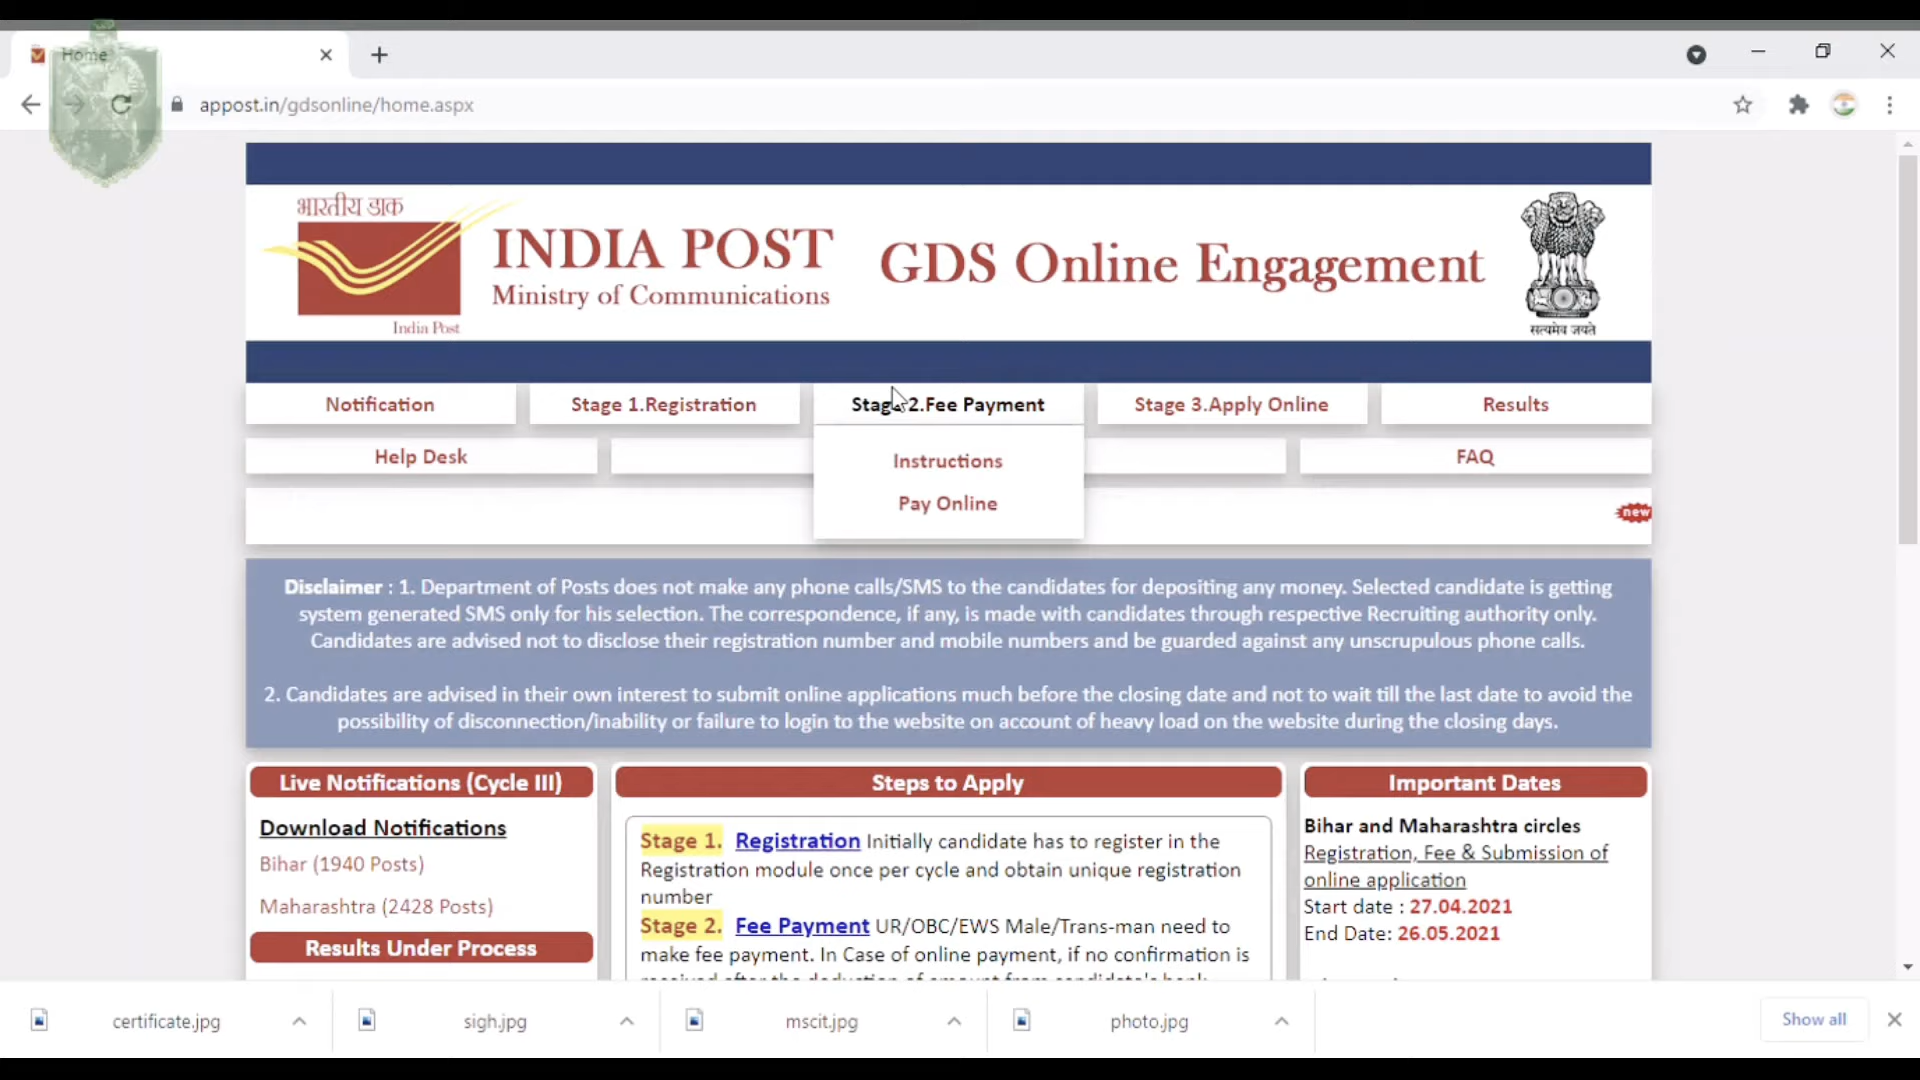 Home
appost.in/gdsonline/home.aspx
भारतीय डाक
India Post
INDIA POST
Ministry of Communications
GDS Online Engagement
सत्यमेव जयते
Notification
Stage 1.Registration
Stage 2.Fee Payment
Stage 3.Apply Online
Results
Help Desk
Instructions
Pay Online
FAQ
new
Disclaimer : 1. Department of Posts does not make any phone calls/SMS to the candidates for depositing any money. Selected candidate is getting
system generated SMS only for his selection. The correspondence, if any, is made with candidates through respective Recruiting authority only.
Candidates are advised not to disclose their registration number and mobile numbers and be guarded against any unscrupulous phone calls.
2. Candidates are advised in their own interest to submit online applications much before the closing date and not to wait till the last date to avoid the
possibility of disconnection/inability or failure to login to the website on account of heavy load on the website during the closing days.
Live Notifications (Cycle III)
Download Notifications
Bihar (1940 Posts)
Maharashtra (2428 Posts)
Results Under Process
Steps to Apply
Stage 1. Registration Initially candidate has to register in the
Registration module once per cycle and obtain unique registration
number
Stage 2. Fee Payment UR/OBC/EWS Male/Trans-man need to
make fee payment. In Case of online payment, if no confirmation is
received after the deduction of amount from candidate's bank
Important Dates
Bihar and Maharashtra circles
Registration, Fee & Submission of
online application
Start date : 27.04.2021
End Date: 26.05.2021
certificate.jpg
sigh.jpg
mscit.jpg
photo.jpg
Show all